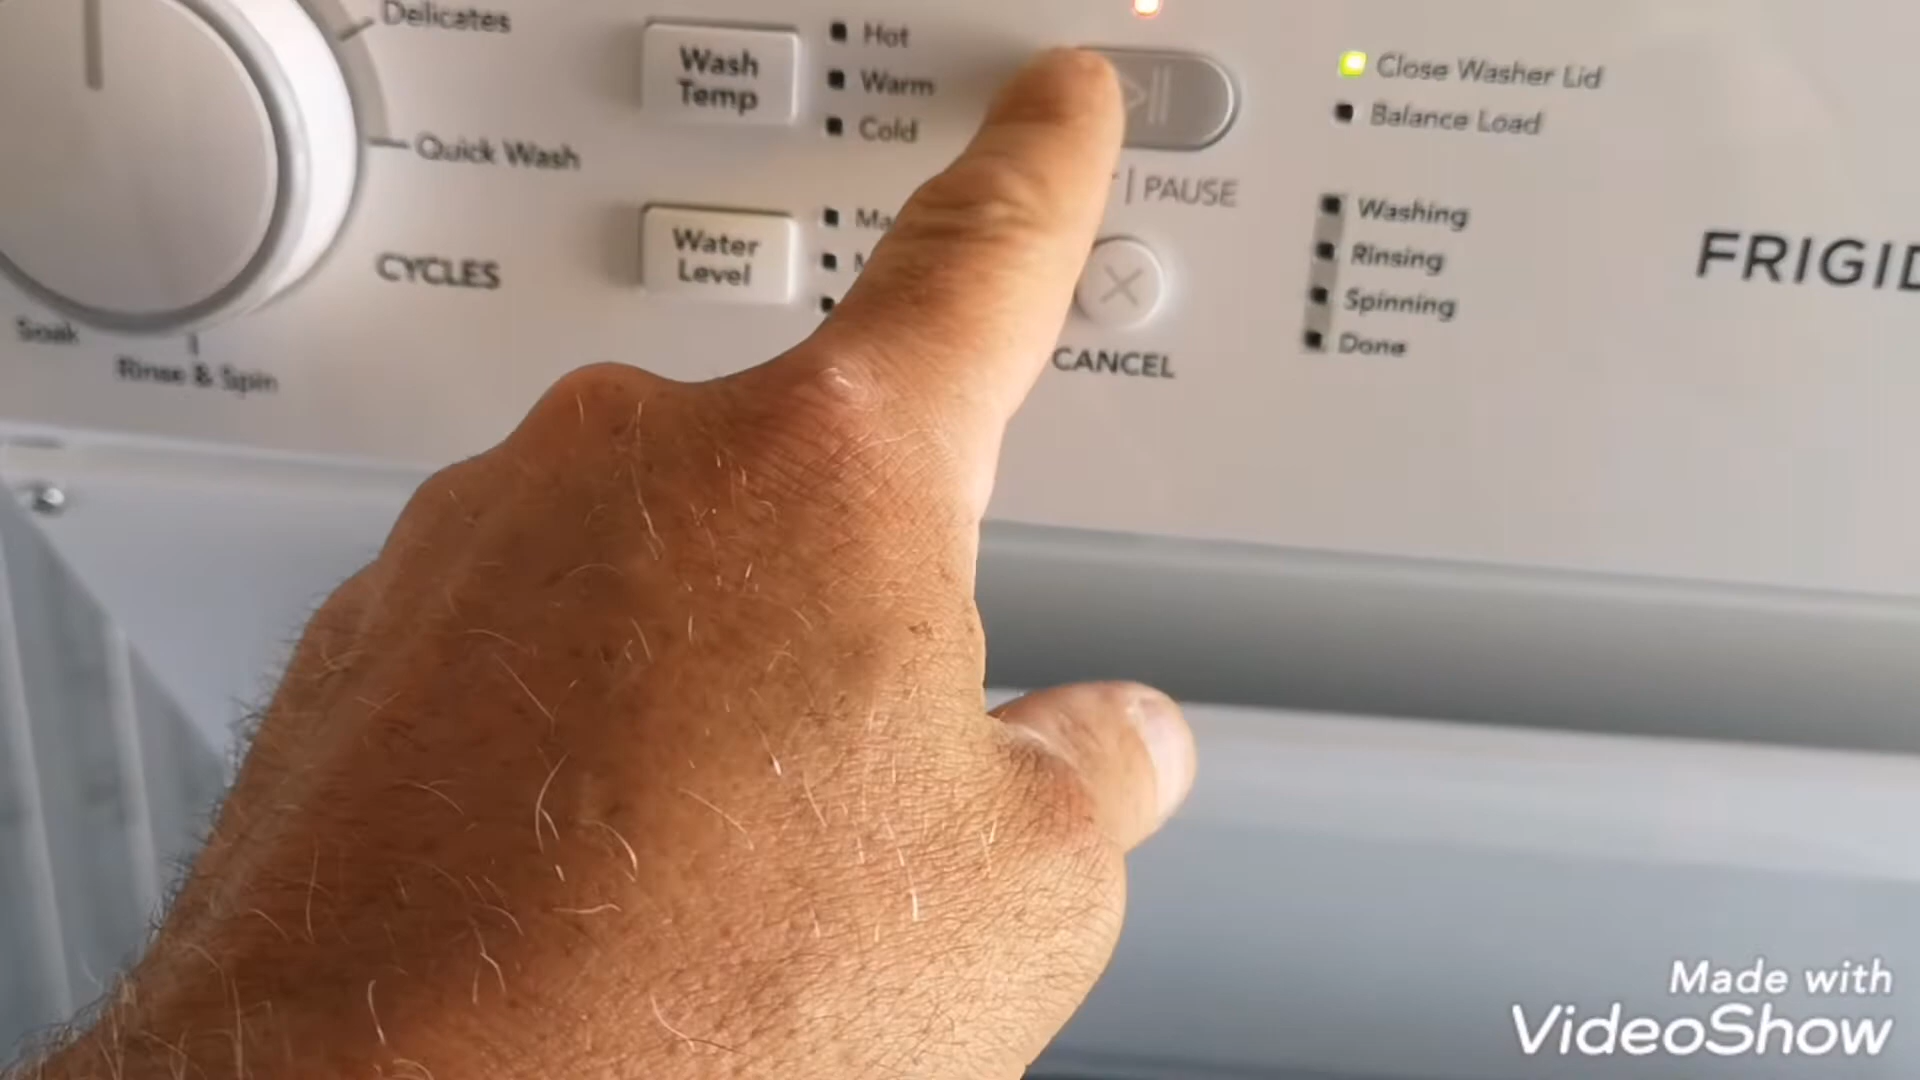 Delicates
Quick Wash
CYCLES
Soak
Rinse & Spin
Wash
Temp
Hot
Warm
Cold
Water
Level
| PAUSE
CANCEL
Close Washer Lid
Balance Load
Washing
Rinsing
Spinning
Done
FRIGID
Made with
VideoShow